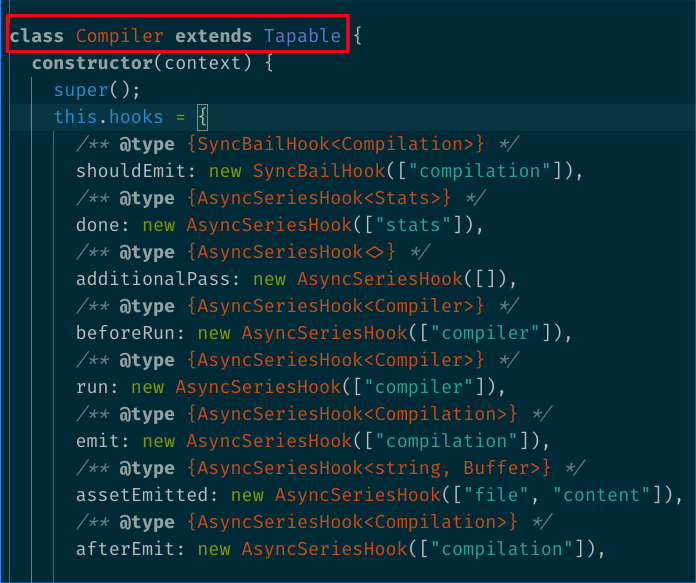 class Compiler extends Tapable {
  constructor(context) {
    super();
    this.hooks = {
      /** @type {SyncBailHook<Compilation>} */
      shouldEmit: new SyncBailHook(["compilation"]),
      /** @type {AsyncSeriesHook<Stats>} */
      done: new AsyncSeriesHook(["stats"]),
      /** @type {AsyncSeriesHook<>} */
      additionalPass: new AsyncSeriesHook([]),
      /** @type {AsyncSeriesHook<Compiler>} */
      beforeRun: new AsyncSeriesHook(["compiler"]),
      /** @type {AsyncSeriesHook<Compiler>} */
      run: new AsyncSeriesHook(["compiler"]),
      /** @type {AsyncSeriesHook<Compilation>} */
      emit: new AsyncSeriesHook(["compilation"]),
      /** @type {AsyncSeriesHook<string, Buffer>} */
      assetEmitted: new AsyncSeriesHook(["file", "content"]),
      /** @type {AsyncSeriesHook<Compilation>} */
      afterEmit: new AsyncSeriesHook(["compilation"]),